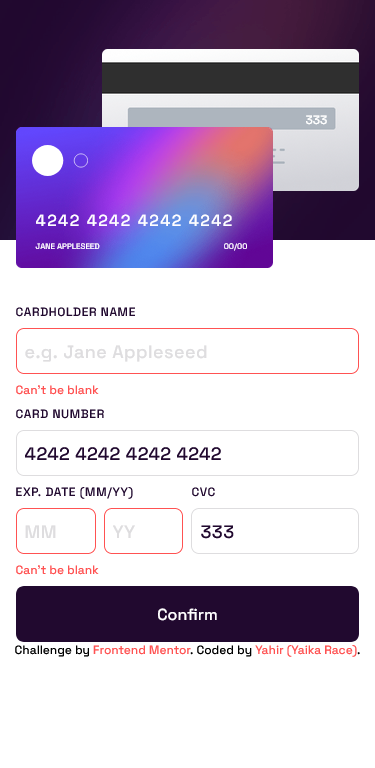 333
4242 4242 4242 4242
JANE APPLESEED 00/00
CARDHOLDER NAME
e.g. Jane Appleseed
Can't be blank
CARD NUMBER
4242 4242 4242 4242
EXP. DATE (MM/YY) CVC
MM YY 333
Can't be blank
Confirm
Challenge by Frontend Mentor. Coded by Yahir (Yaika Race).